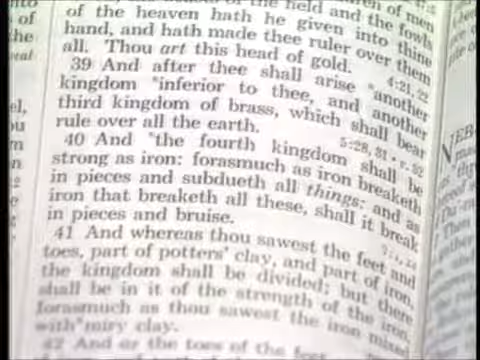 of the heaven hath he given into thine
hand, and hath made thee ruler over them
all. Thou art this head of gold.
4:21, 22
39 And after thee shall arise *another
kingdom °inferior to thee, and another
third kingdom of brass, which shall bear
rule over all the earth.
5:28, 31
40 And °the fourth kingdom shall be
strong as iron: forasmuch as iron breaketh
in pieces and subdueth all things: and as
iron that breaketh all these, shall it break
in pieces and bruise.
41 And whereas thou sawest the feet and
toes, part of potters' clay, and part of iron,
the kingdom shall be divided; but there
shall be in it of the strength of the iron,
forasmuch as thou sawest the iron mixed
with miry clay.
42 And as the toes of the feet